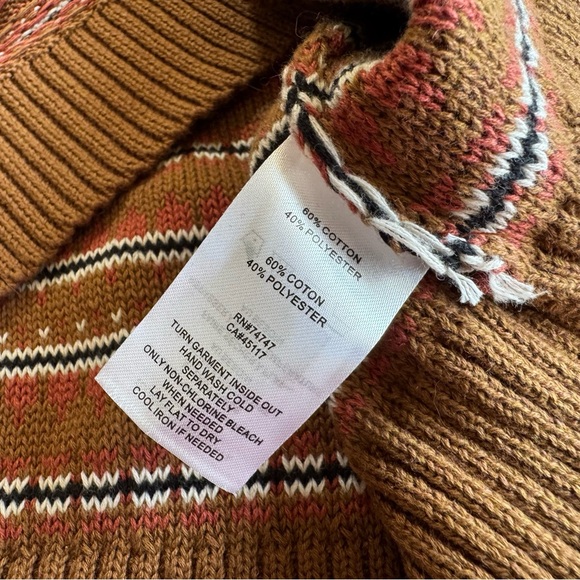 60% COTTON
40% POLYESTER
60% COTON
40% POLYESTER
RN#74747
CA#45117
TURN GARMENT INSIDE OUT
HAND WASH COLD
SEPARATELY
ONLY NON-CHLORINE BLEACH
WHEN NEEDED
LAY FLAT TO DRY
COOL IRON IF NEEDED